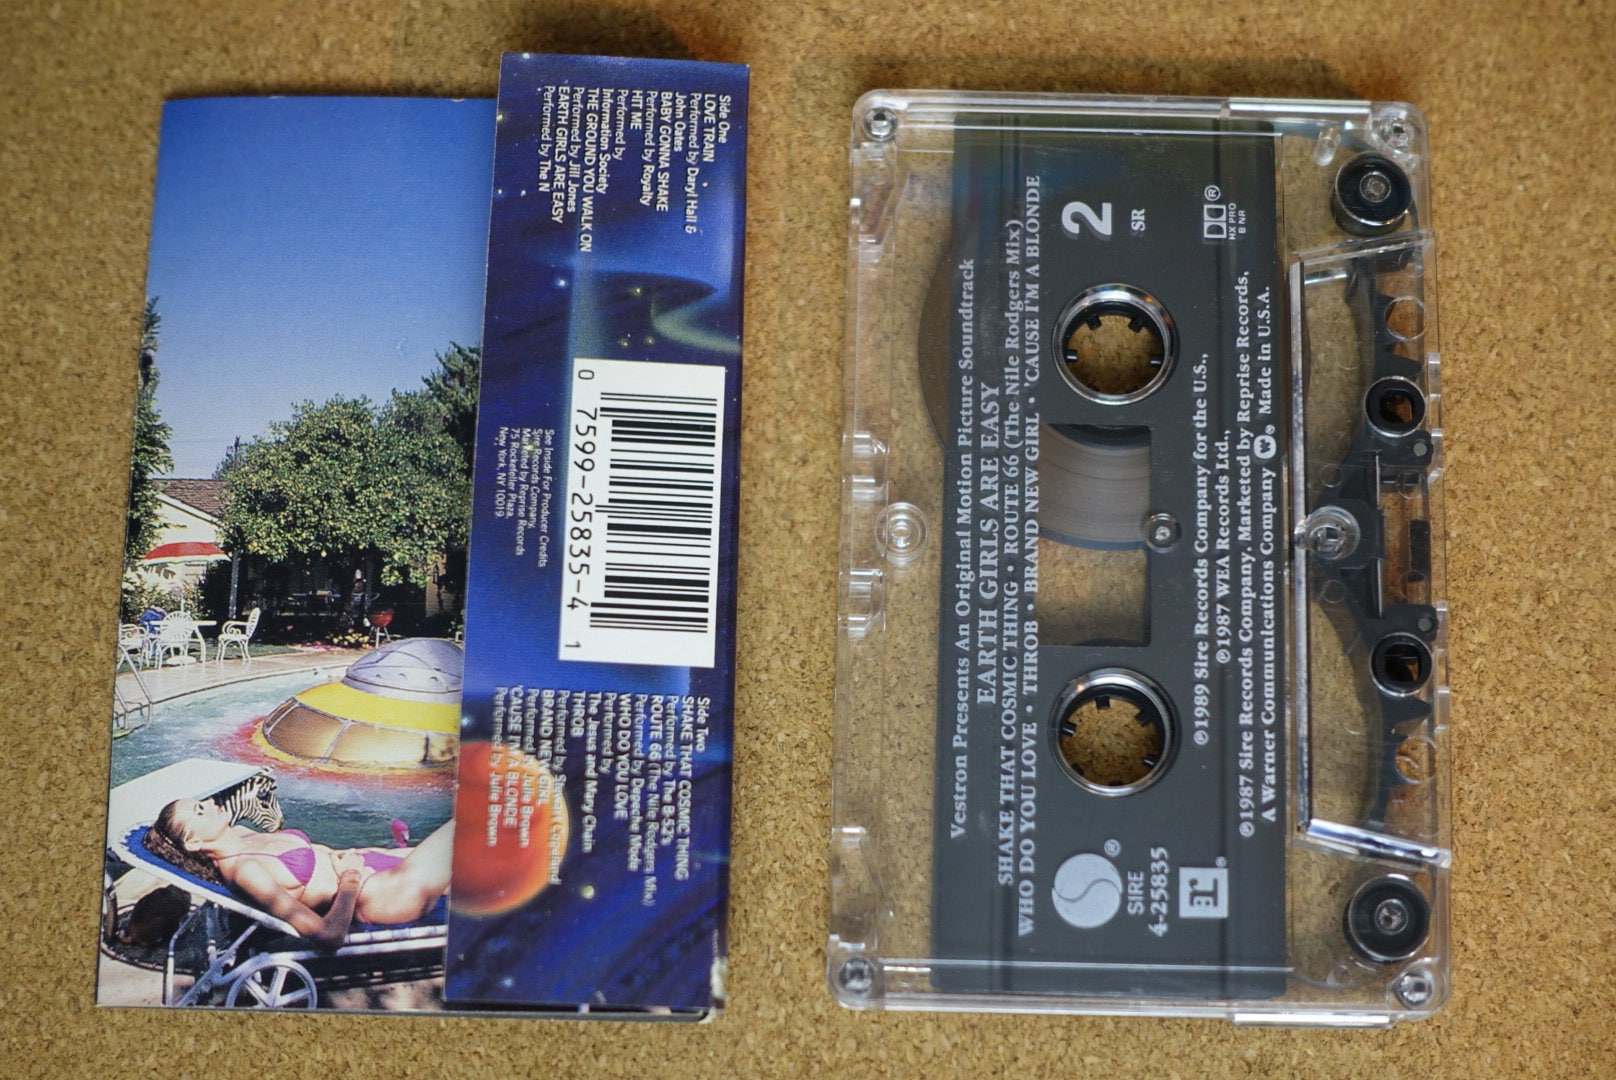 Side One
LOVE TRAIN
Performed by Daryl Hall &
John Oates
BABY GONNA SHAKE
Performed by Royalty
HIT ME
Performed by
Information Society
THE GROUND YOU WALK ON
Performed by Jill Jones
EARTH GIRLS ARE EASY
Performed by The N
0 7599-25835-4 1
See Inside For Producer Credits
Sire Records Company,
Marketed by Reprise Records
75 Rockefeller Plaza,
New York, NY 10019
Side Two
SHAKE THAT COSMIC THING
Performed by The B-52's
ROUTE 66 (The Nile Rodgers Mix)
Performed by Depeche Mode
WHO DO YOU LOVE
Performed by
The Jesus and Mary Chain
THROB
Performed by Stewart Copeland
BRAND NEW GIRL
Performed by Julie Brown
'CAUSE I'M A BLONDE
Performed by Julie Brown
DD®
HX PRO
B NR
2
SR
Vestron Presents An Original Motion Picture Soundtrack
EARTH GIRLS ARE EASY
SHAKE THAT COSMIC THING • ROUTE 66 (The Nile Rodgers Mix)
WHO DO YOU LOVE • THROB • BRAND NEW GIRL • 'CAUSE I'M A BLONDE
®
SIRE
4-25835
r®
℗1989 Sire Records Company for the U.S.,
℗1987 WEA Records Ltd.,
℗1987 Sire Records Company. Marketed by Reprise Records,
A Warner Communications Company W® Made in U.S.A.